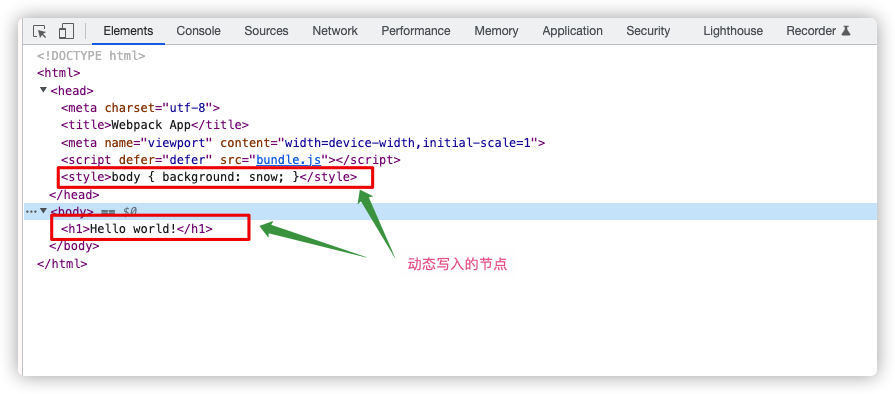 Elements Console Sources Network Performance Memory Application Security Lighthouse Recorder
<!DOCTYPE html>
<html>
<head>
<meta charset="utf-8">
<title>Webpack App</title>
<meta name="viewport" content="width=device-width,initial-scale=1">
<script defer="defer" src="bundle.js"></script>
<style>body { background: snow; }</style>
</head>
<body> == $0
<h1>Hello world!</h1>
</body>
</html>
动态写入的节点